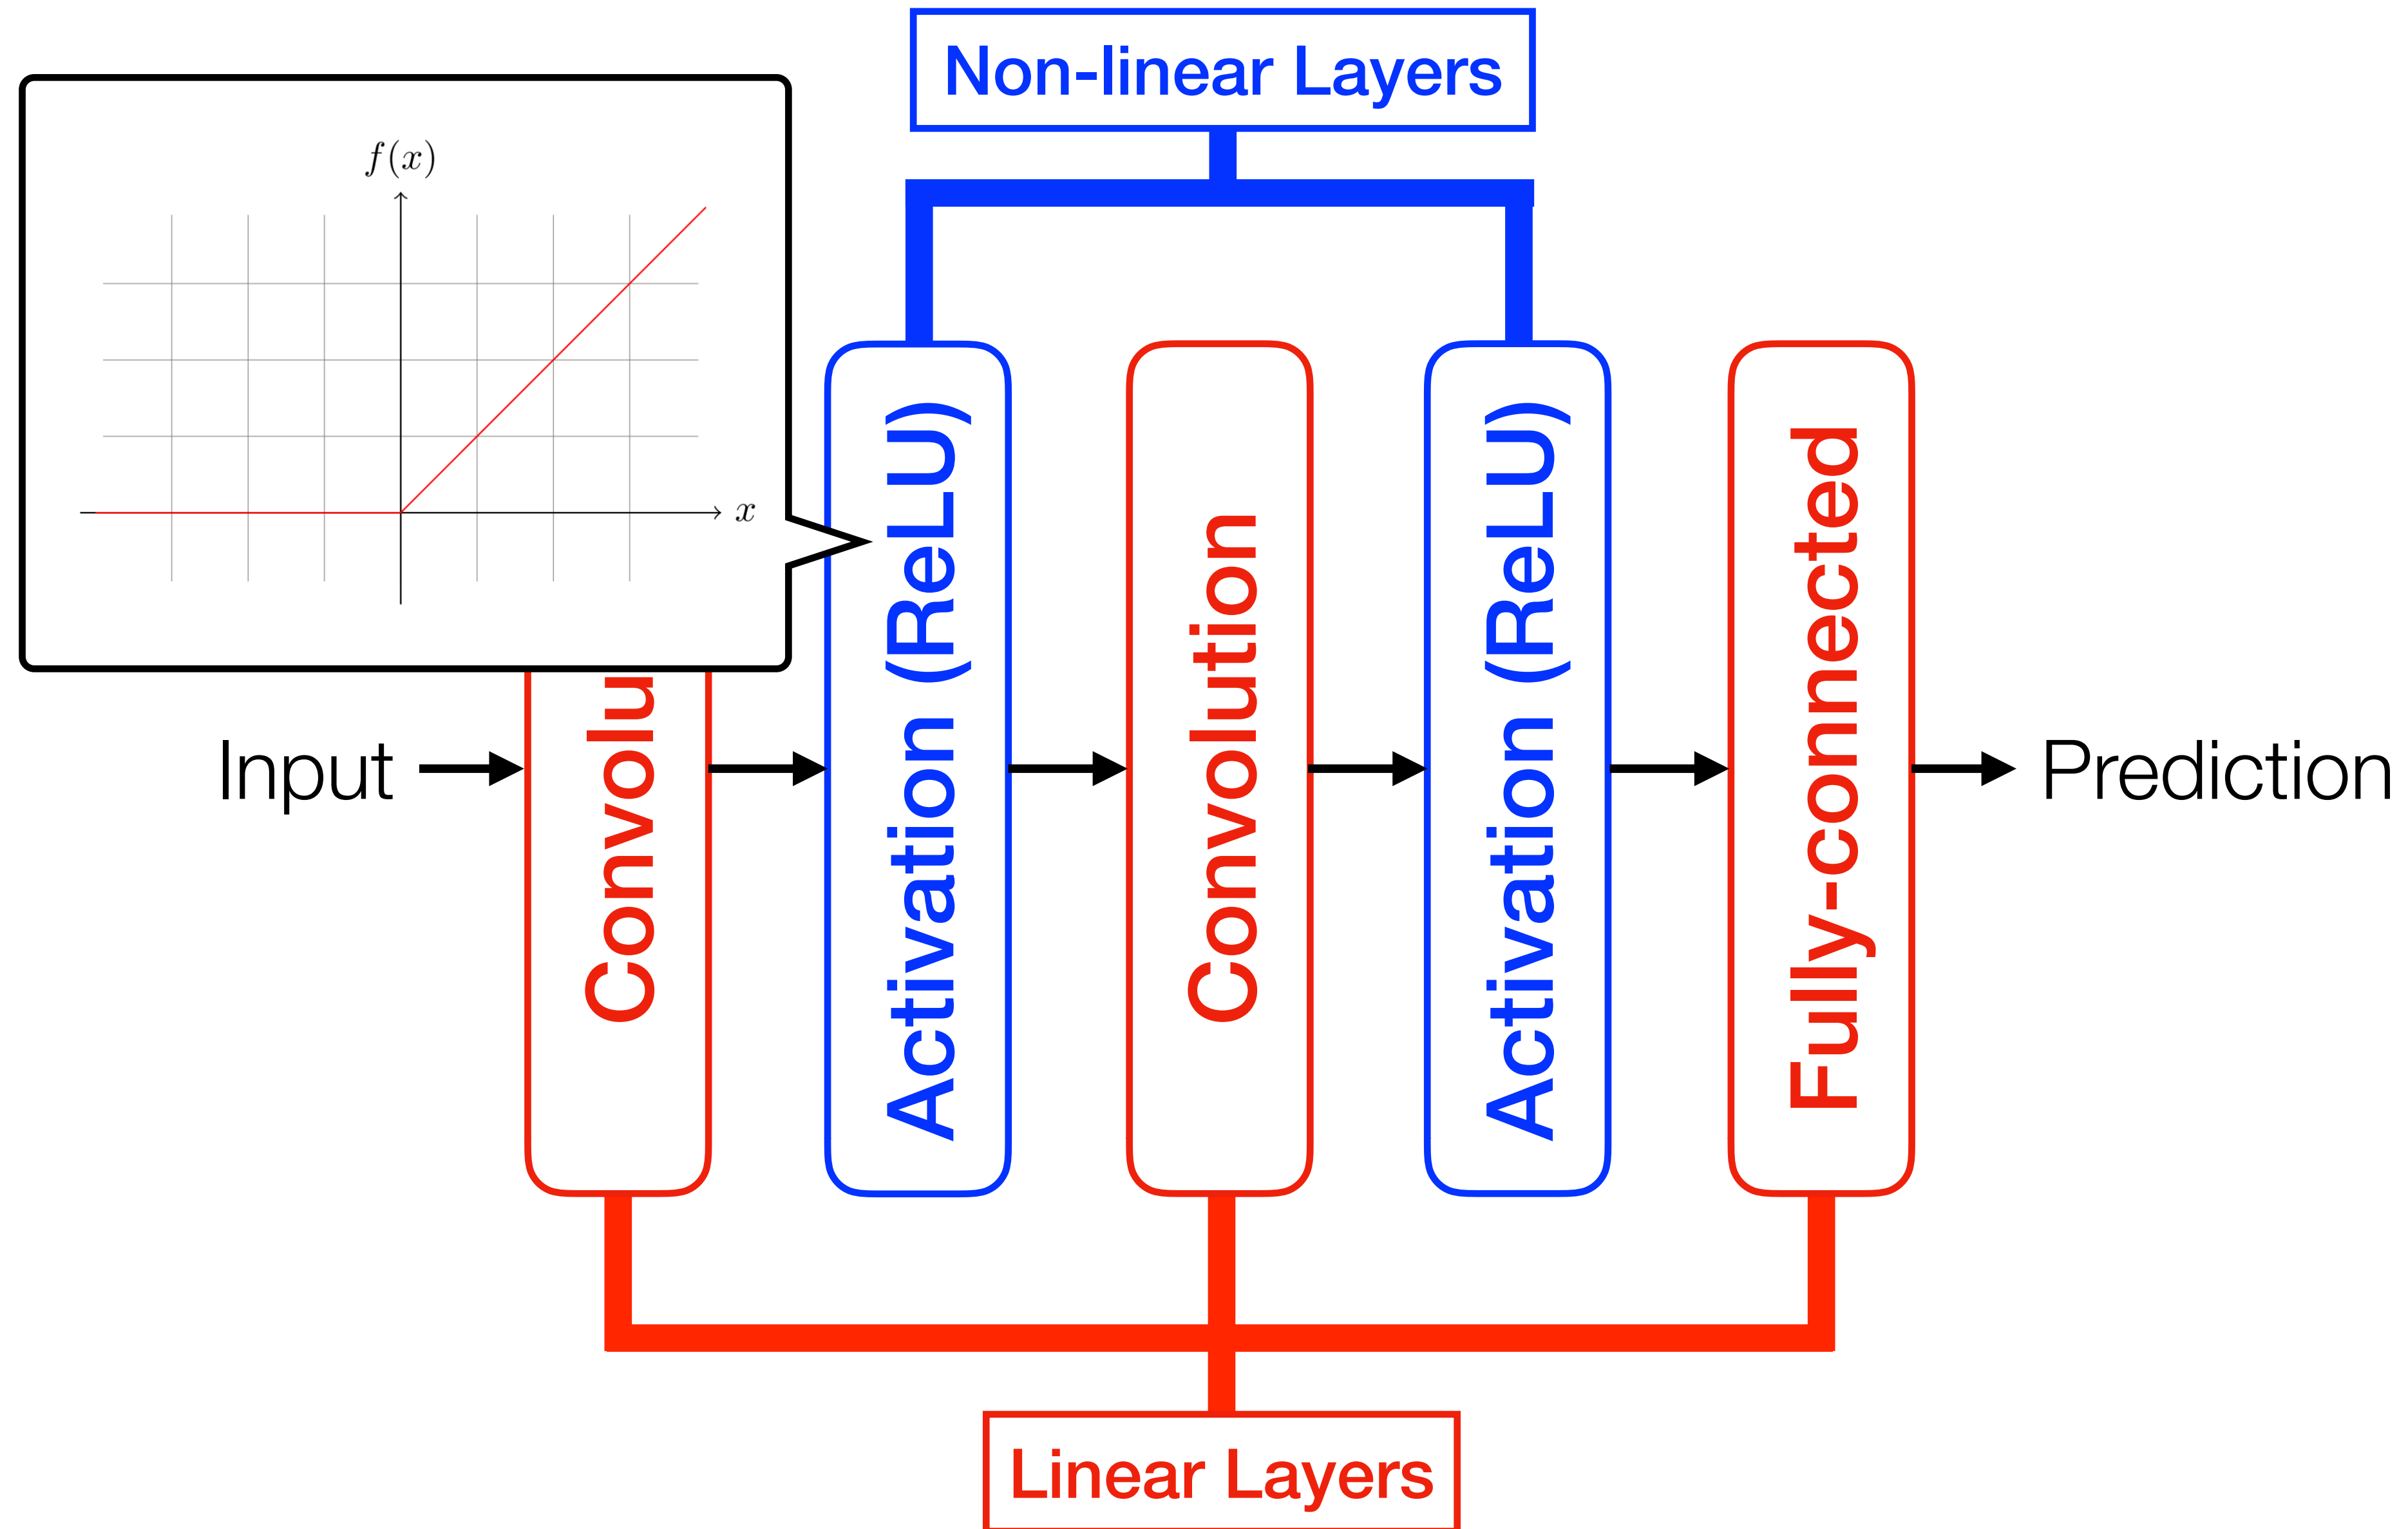 Non-linear Layers
f(x)
x
Input
Convolu
Activation (ReLU)
Convolution
Activation (ReLU)
Fully-connected
Prediction
Linear Layers